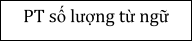 PT số lượng từ ngữ